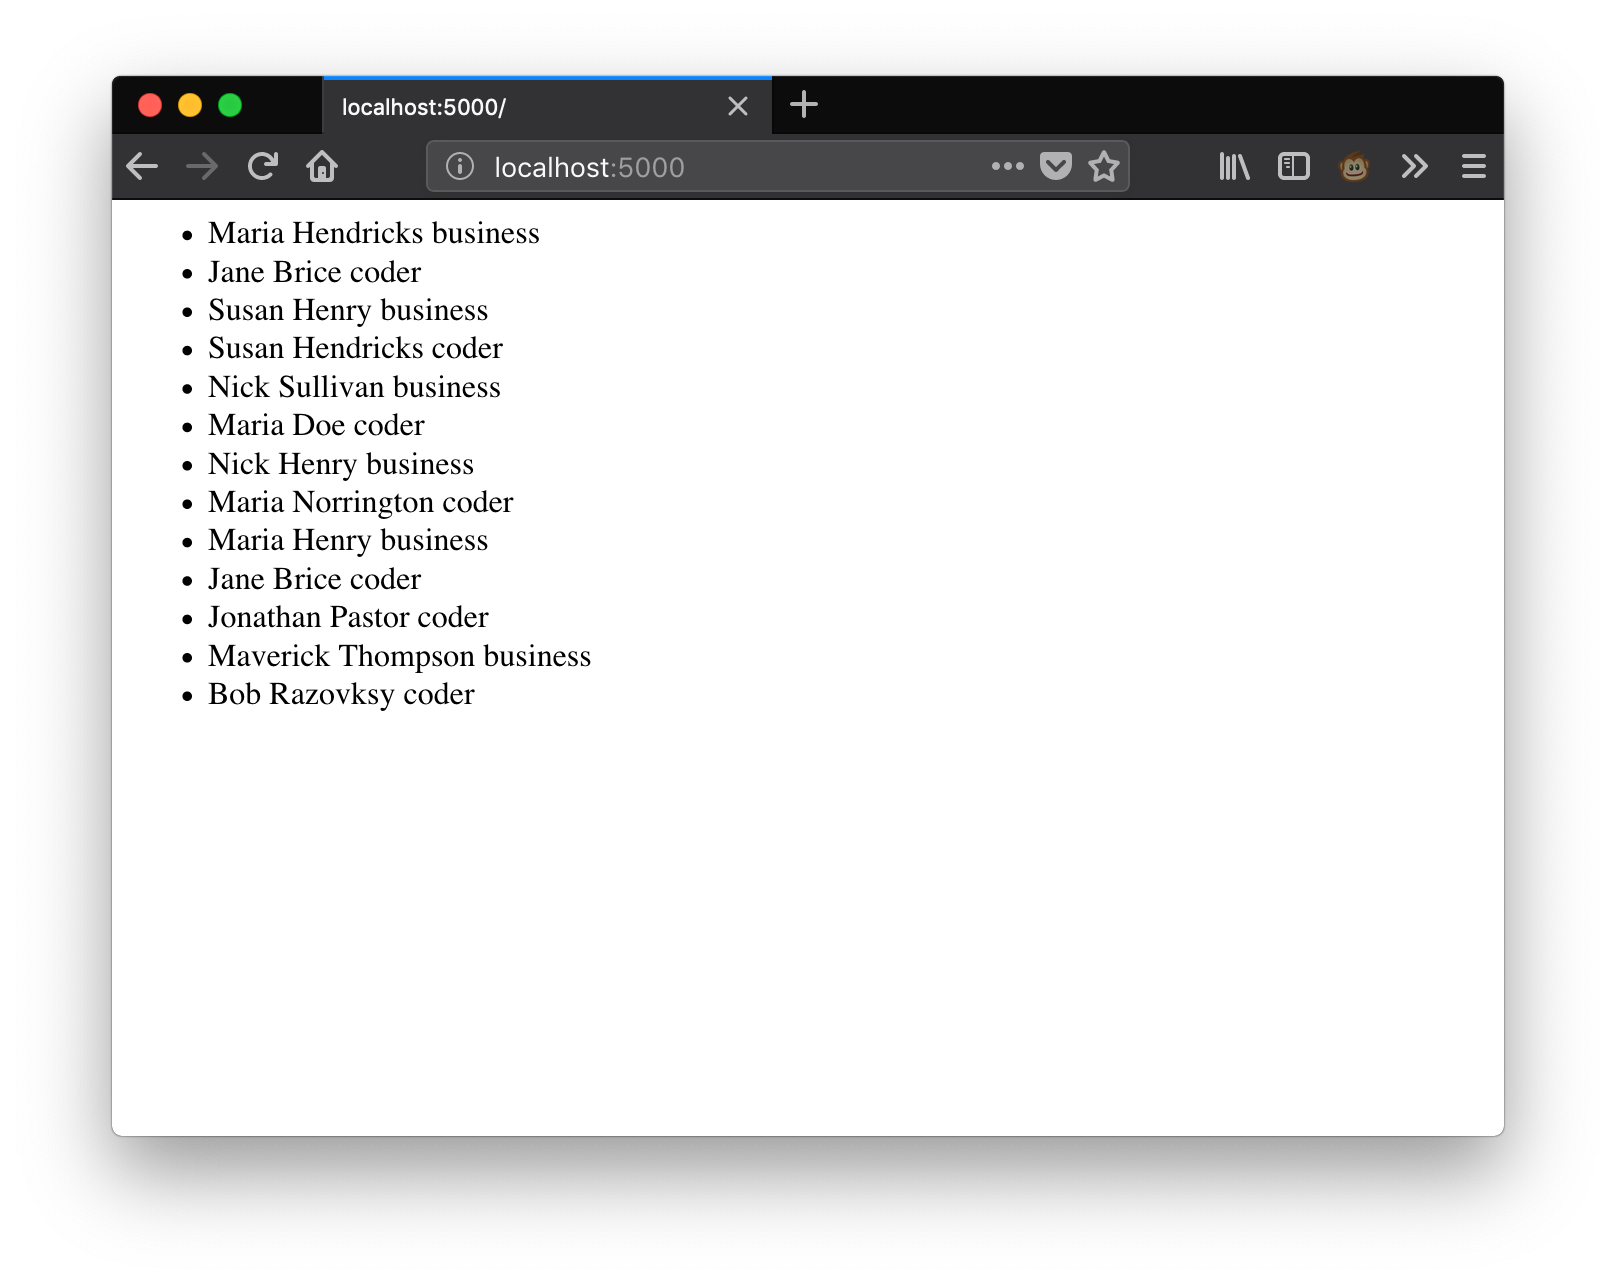 localhost:5000/
localhost:5000
Maria Hendricks business
Jane Brice coder
Susan Henry business
Susan Hendricks coder
Nick Sullivan business
Maria Doe coder
Nick Henry business
Maria Norrington coder
Maria Henry business
Jane Brice coder
Jonathan Pastor coder
Maverick Thompson business
Bob Razovksy coder